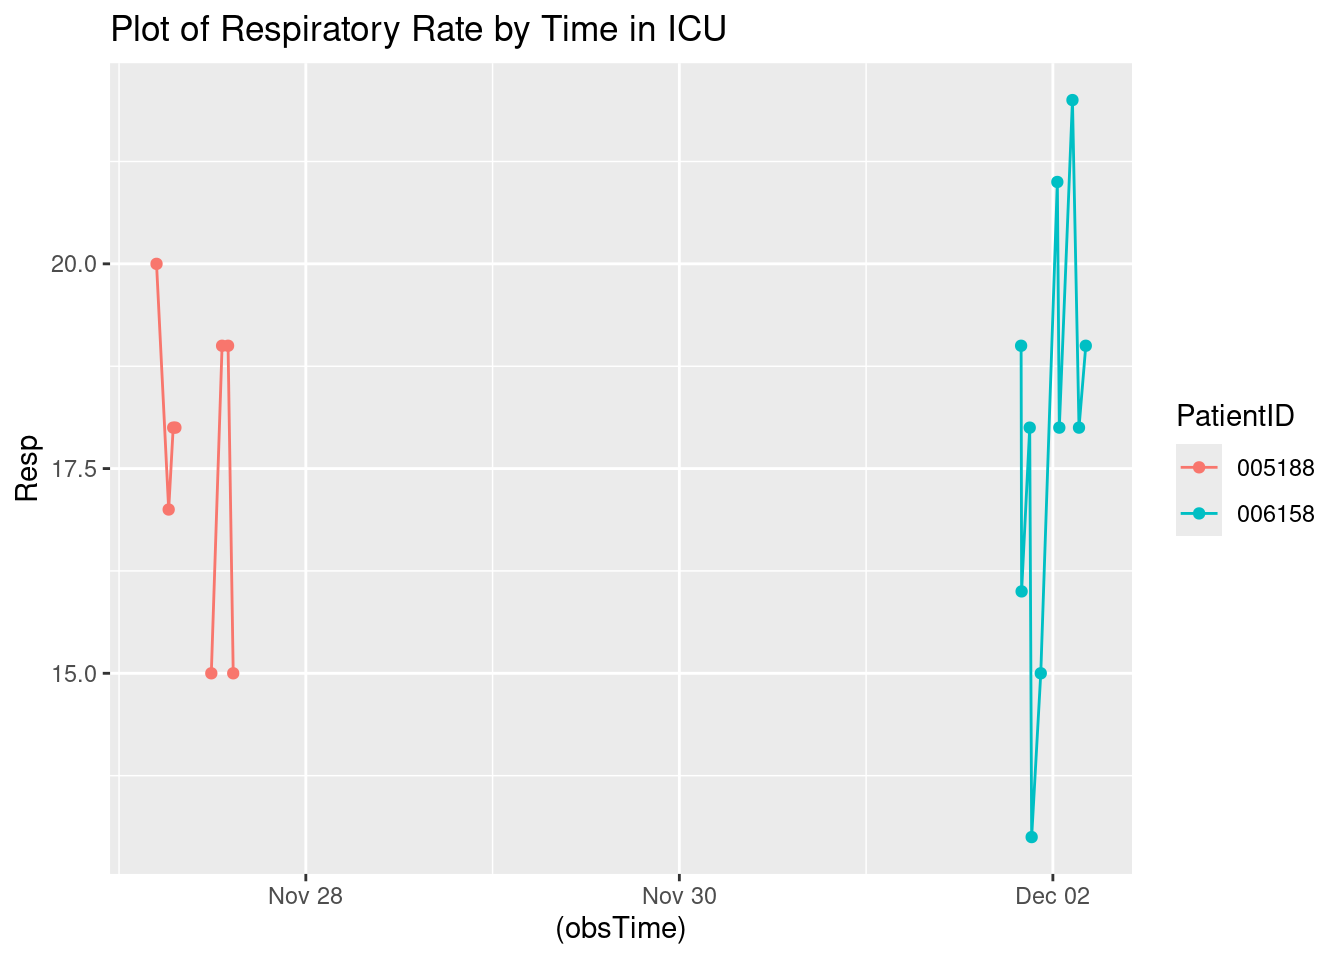 Plot of Respiratory Rate by Time in ICU
Resp
20.0
17.5
15.0
Nov 28
Nov 30
Dec 02
(obsTime)
PatientID
005188
006158